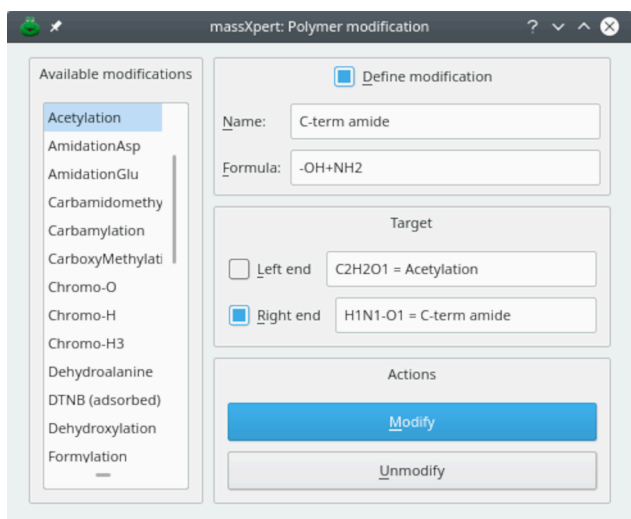 massXpert: Polymer modification
Available modifications
Acetylation
AmidationAsp
AmidationGlu
Carbamidomethy
Carbamylation
CarboxyMethylati
Chromo-O
Chromo-H
Chromo-H3
Dehydroalanine
DTNB (adsorbed)
Dehydroxylation
Formylation
Define modification
Name: C-term amide
Formula: -OH+NH2
Target
Left end C2H2O1 = Acetylation
Right end H1N1-O1 = C-term amide
Actions
Modify
Unmodify